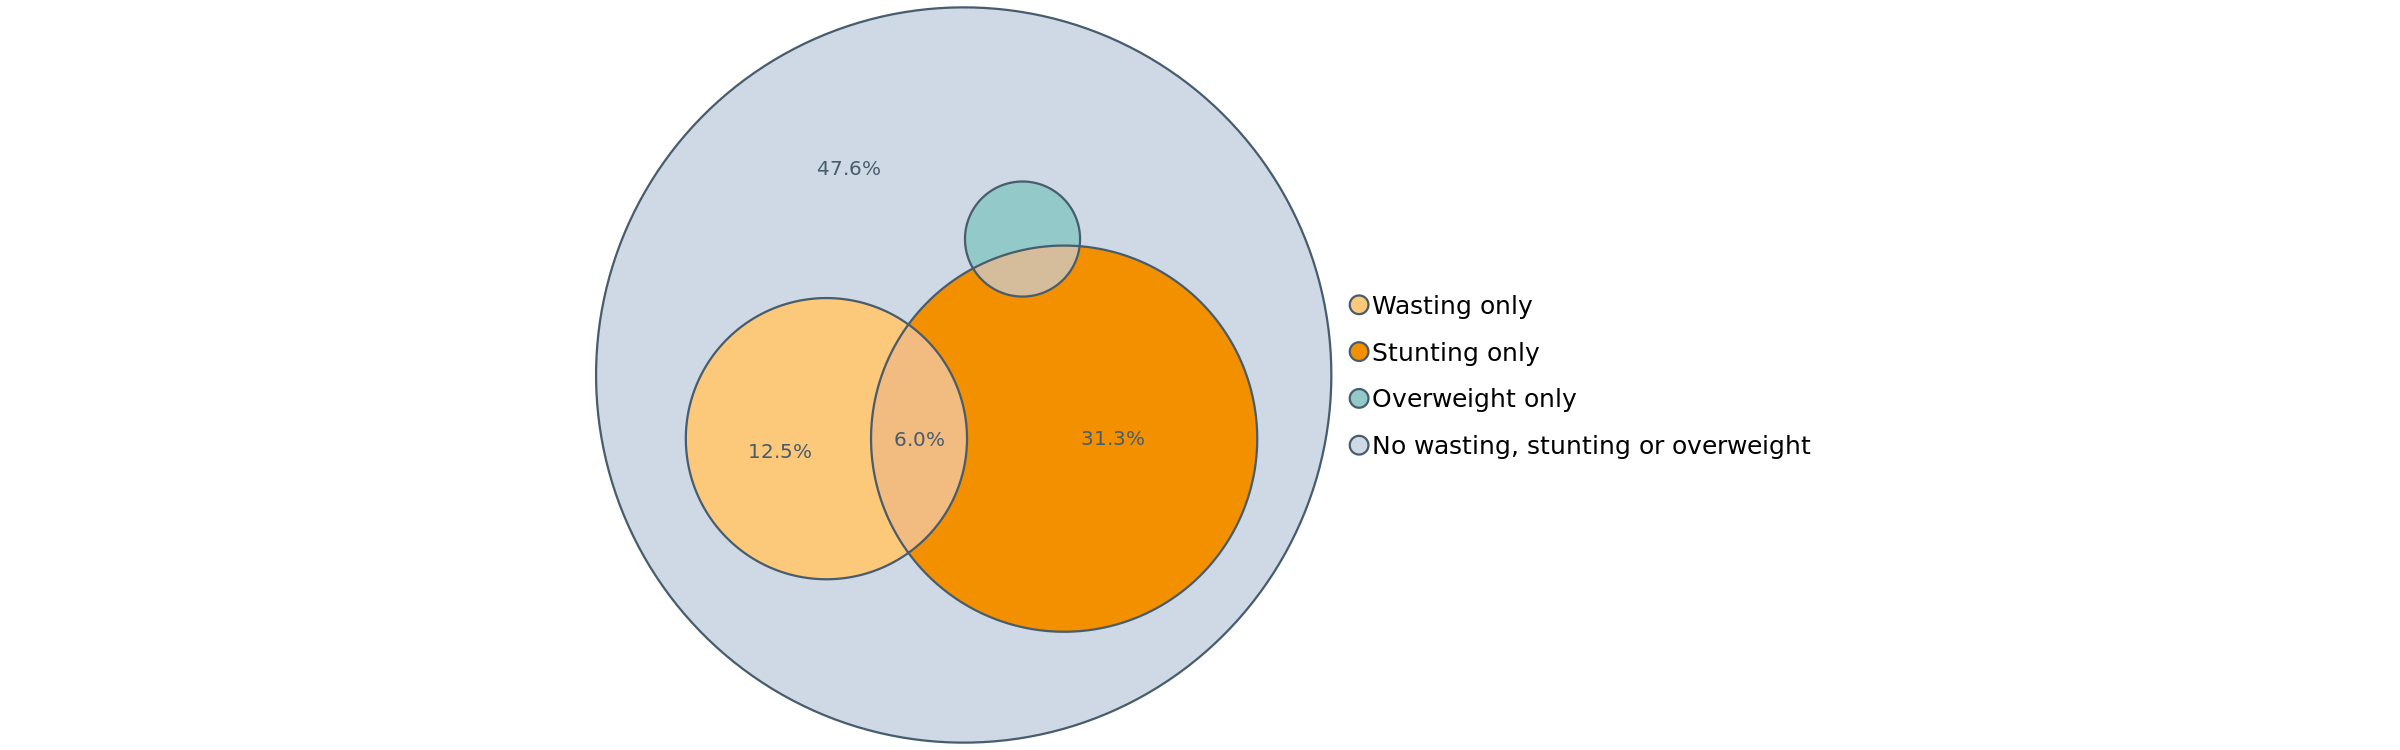 47.6%
12.5%
6.0%
31.3%
Wasting only
Stunting only
Overweight only
No wasting, stunting or overweight